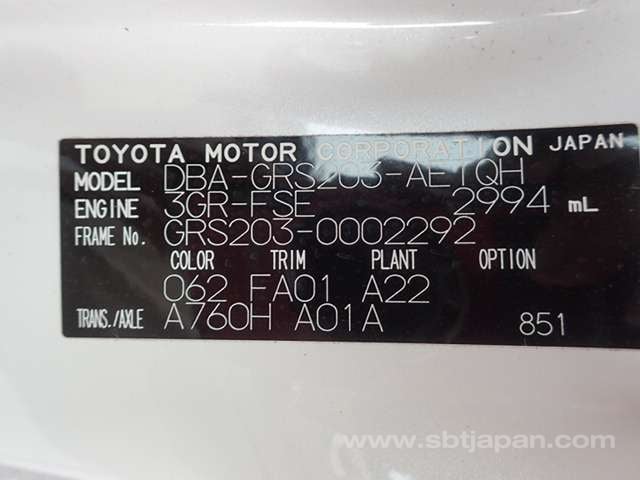 TOYOTA MOTOR CORPORATION JAPAN
MODEL DBA-GRS203-AETQH
ENGINE 3GR-FSE 2994 mL
FRAME No. GRS203-0002292
COLOR TRIM PLANT OPTION
062 FA01 A22
TRANS./AXLE A760H A01A 851
www.sbtjapan.com